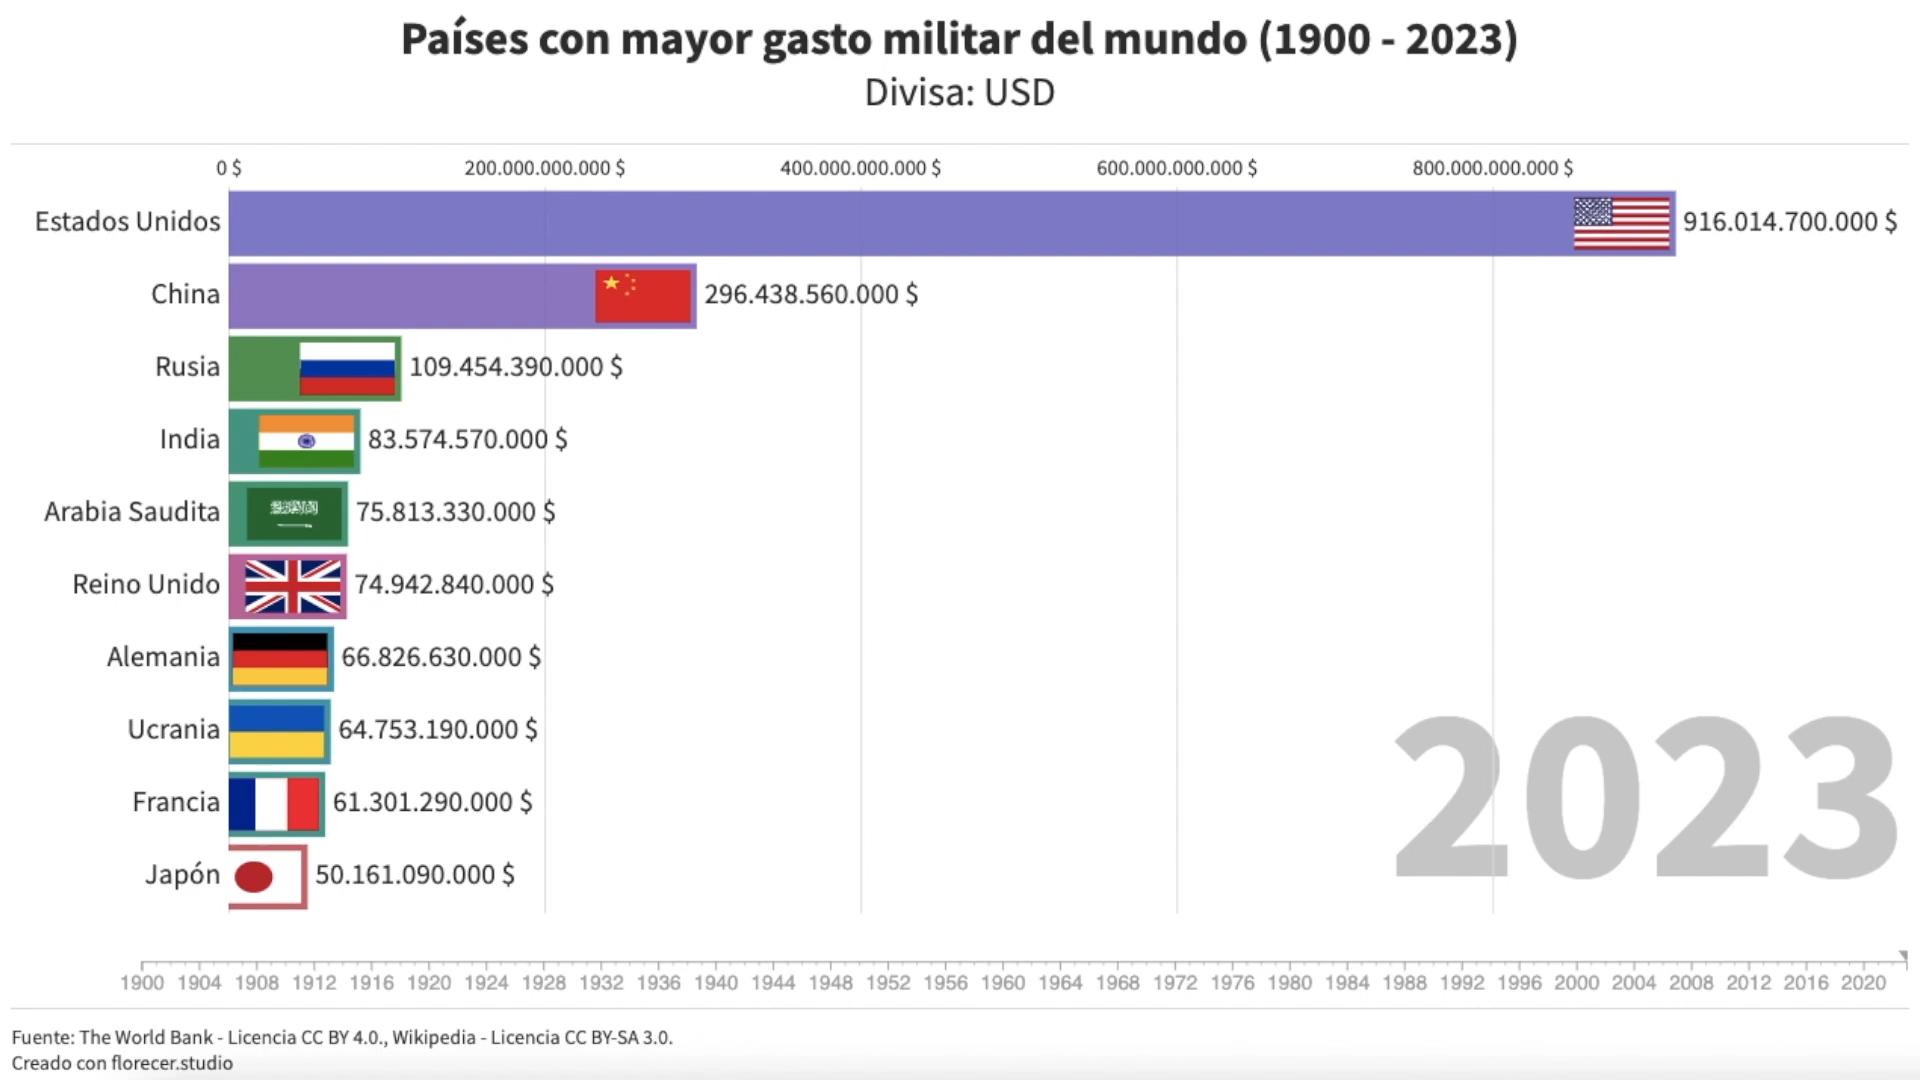 Países con mayor gasto militar del mundo (1900 - 2023)
Divisa: USD
0 $ 200.000.000.000 $ 400.000.000.000 $ 600.000.000.000 $ 800.000.000.000 $
Estados Unidos 916.014.700.000 $
China 296.438.560.000 $
Rusia 109.454.390.000 $
India 83.574.570.000 $
Arabia Saudita 75.813.330.000 $
Reino Unido 74.942.840.000 $
Alemania 66.826.630.000 $
Ucrania 64.753.190.000 $
Francia 61.301.290.000 $
Japón 50.161.090.000 $
2023
1900 1904 1908 1912 1916 1920 1924 1928 1932 1936 1940 1944 1948 1952 1956 1960 1964 1968 1972 1976 1980 1984 1988 1992 1996 2000 2004 2008 2012 2016 2020
Fuente: The World Bank - Licencia CC BY 4.0., Wikipedia - Licencia CC BY-SA 3.0.
Creado con florecer.studio